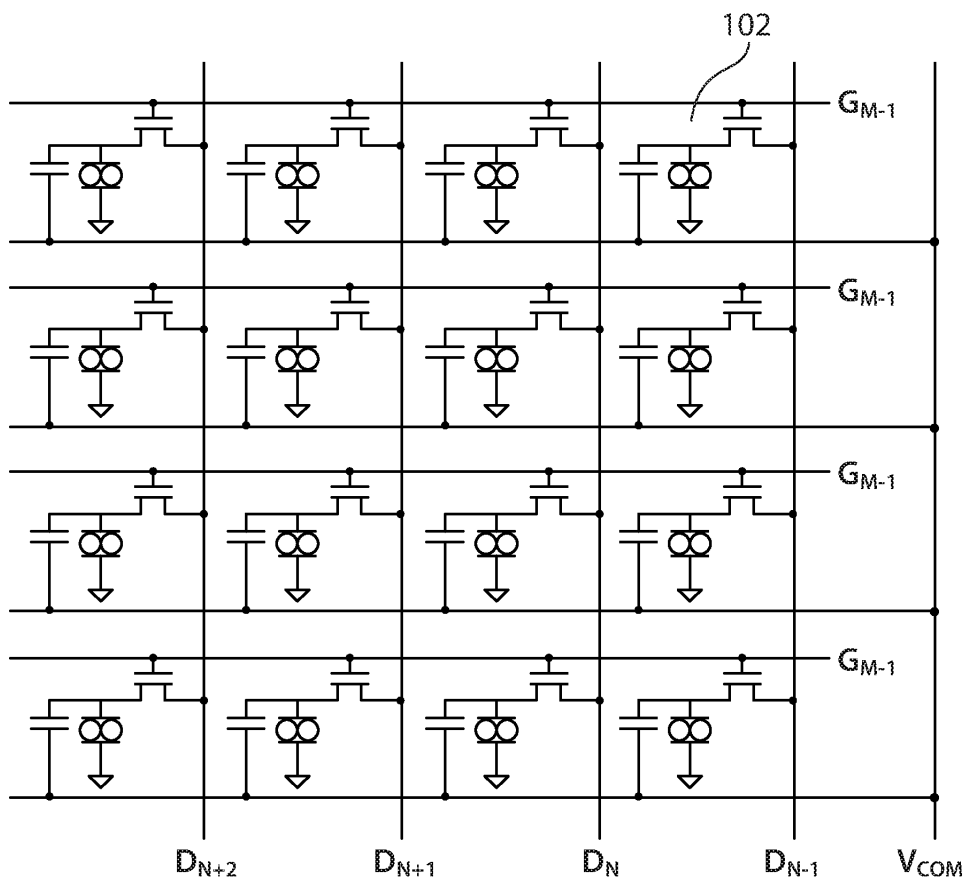 102
G_{M-1}
G_{M-1}
G_{M-1}
G_{M-1}
D_{N+2} D_{N+1} D_N D_{N-1} V_{COM}